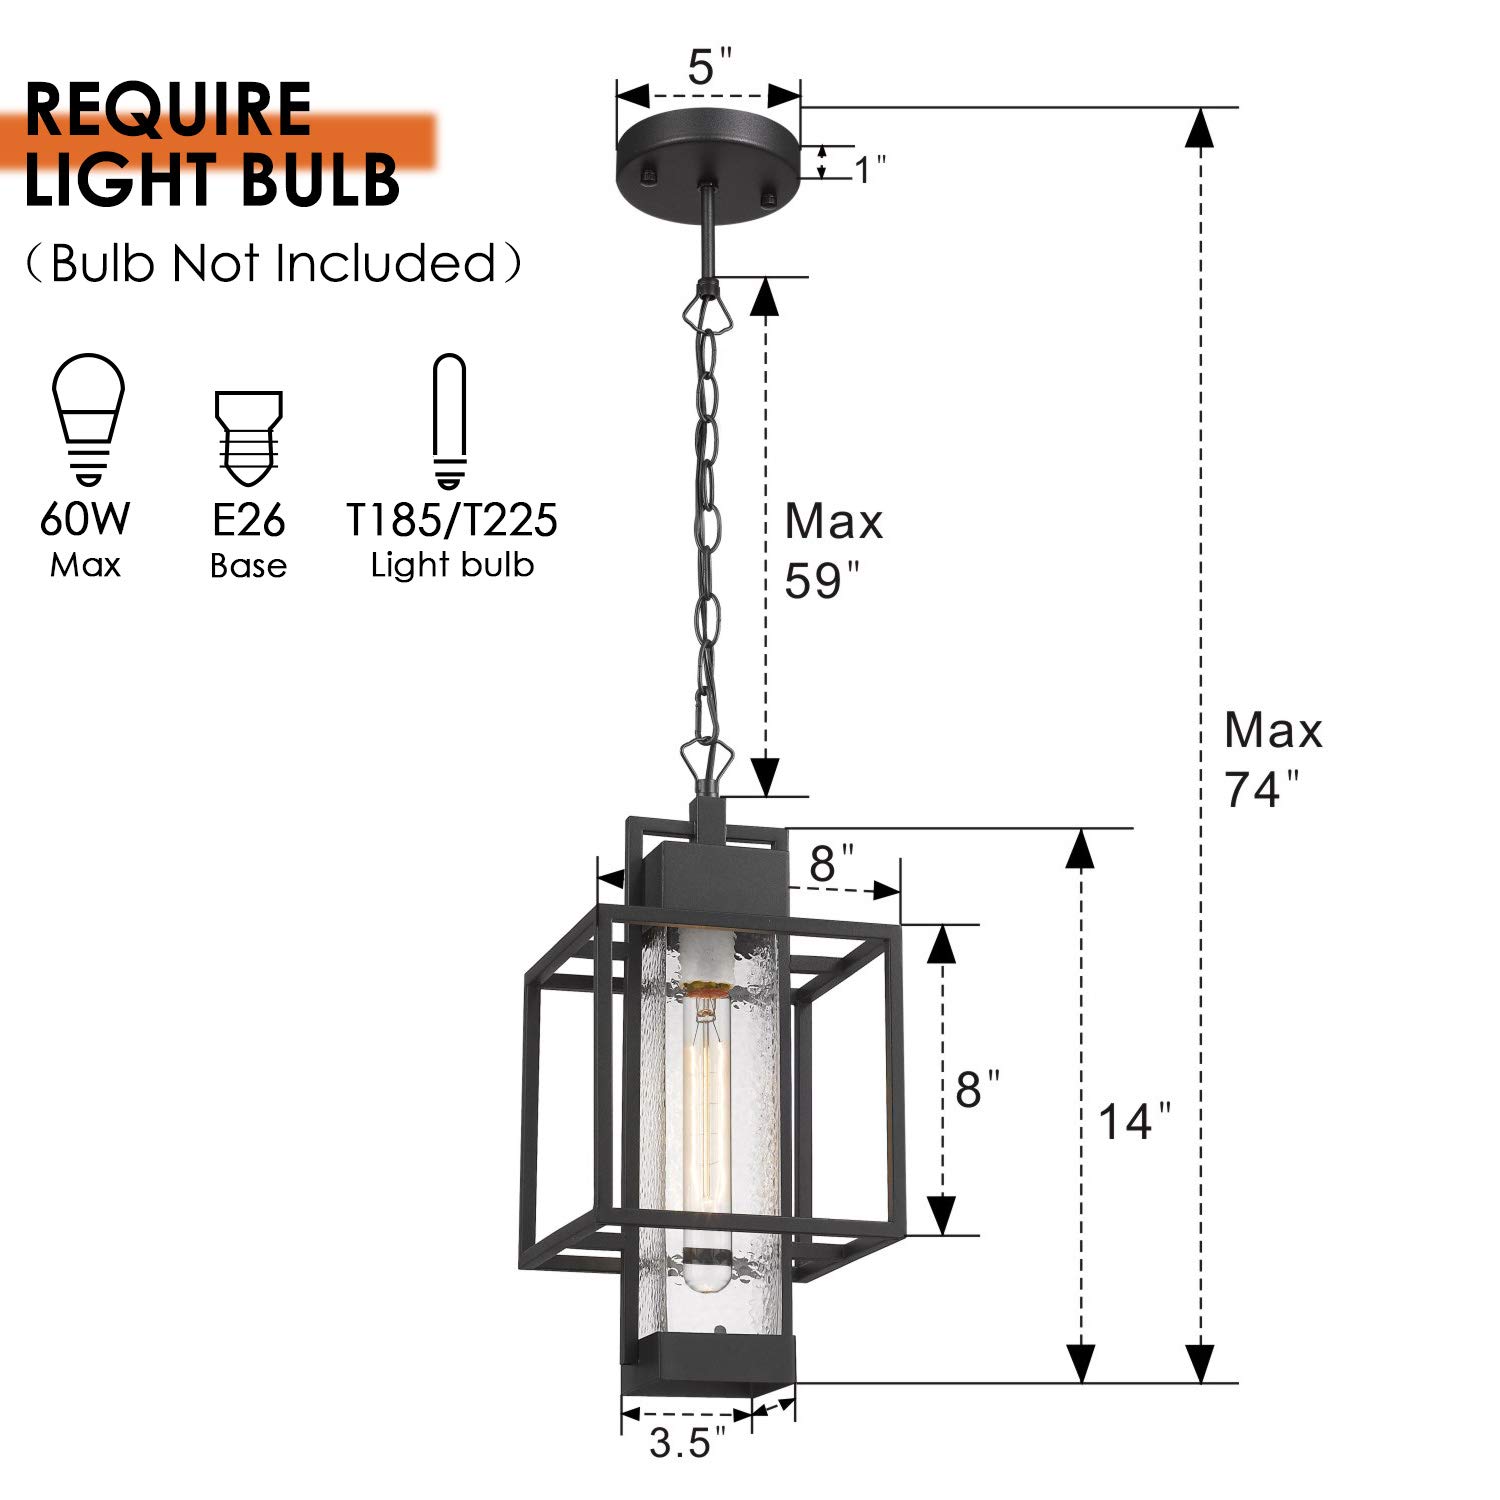 REQUIRE
LIGHT BULB
（Bulb Not Included）
60W
Max
E26
Base
T185/T225
Light bulb
5"
1"
Max
59"
Max
74"
8"
8"
14"
3.5"